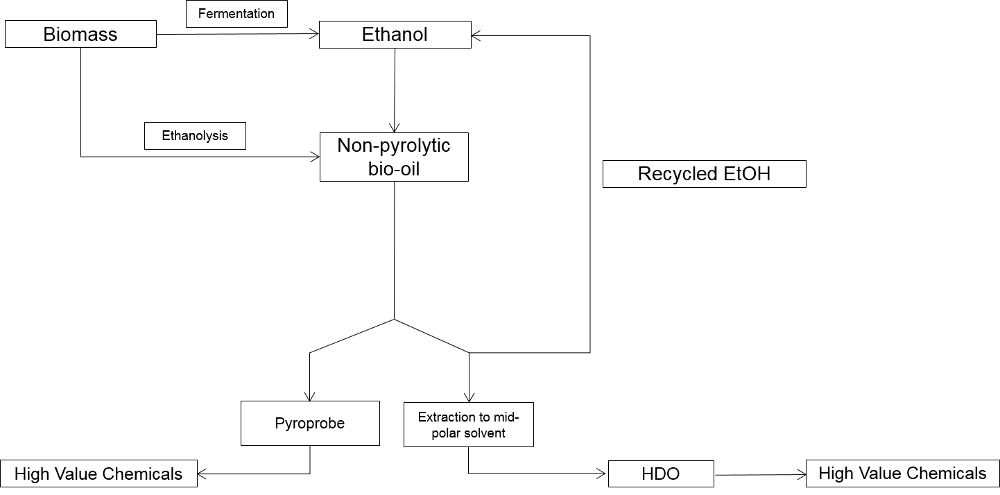 Fermentation
Biomass
Ethanol
Ethanolysis
Non-pyrolytic
bio-oil
Recycled EtOH
Pyroprobe
Extraction to mid-
polar solvent
High Value Chemicals
HDO
High Value Chemicals